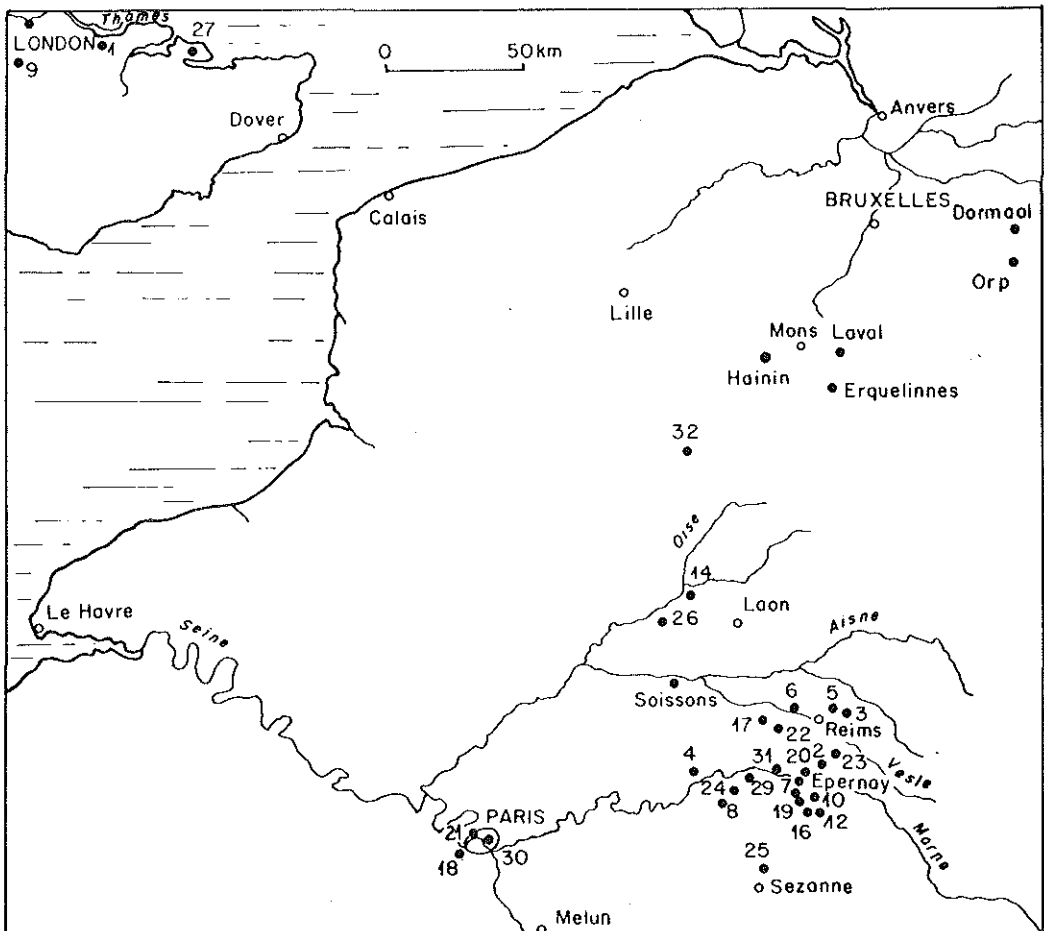 Thames
27
LONDON
1
9
0 50 km
Anvers
Dover
Calais
BRUXELLES
Dormaal
Orp
Lille
Mons Laval
Hainin
Erquelinnes
32
Oise
14
Laon
26
Le Havre
Seine
Aisne
Soissons
6 5 3
17
22
Reims
4
31 20 2 23
Vesle
7 Epernay
24 29
8
10
19
16 12
Marne
PARIS
21
30
18
25
Sezanne
Melun